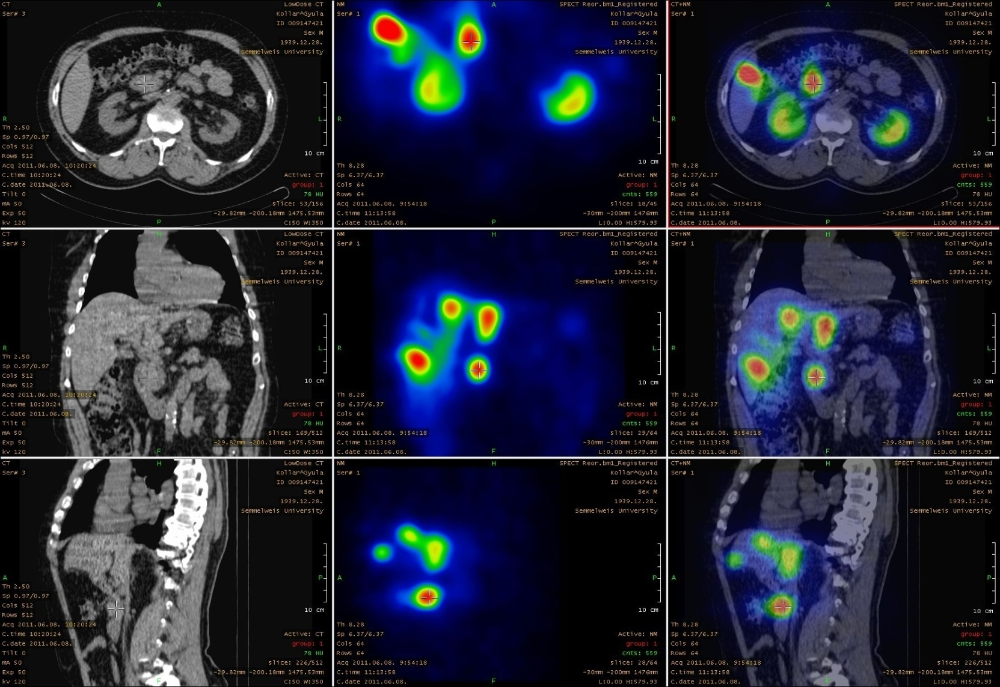 CT
LowDose CT
Ser# 3
Kollar^Gyula
ID 009147421
Sex M
1939.12.28.
Semmelweis University
A
R
L
Th 2.50
Sp 0.97/0.97
Cols 512
Rows 512
10 cm
Acq 2011.06.08. 10:20:24
C.time 10:20:24
Active: CT
C.date 2011.06.08.
group: 1
Tilt 0
78 HU
mA 50
slice: 53/156
Exp 50
-29.82mm -200.18mm 1475.53mm
kv 120
P
C:50 W:350
NM
A
SPECT Reor.bm1_Registered
Ser# 1
Kollar^Gyula
ID 009147421
Sex M
1939.12.28.
Semmelweis University
R
L
10 cm
Th 8.28
Sp 6.37/6.37
Active: NM
Cols 64
group: 1
Rows 64
cnts: 559
Acq 2011.06.08. 9:54:18
slice: 18/45
C.time 11:13:58
-30mm -200mm 1476mm
C.date 2011.06.08.
P
L:0.00 H:579.93
CT+NM
A
SPECT Reor.bm1_Registered
Ser# 1
Kollar^Gyula
ID 009147421
Sex M
1939.12.28.
Semmelweis University
R
L
10 cm
Th 8.28
Active: NM
Sp 6.37/6.37
group: 1
Cols 64
cnts: 559
Rows 64
78 HU
Acq 2011.06.08. 9:54:18
slice: 53/156
C.time 11:13:58
-29.82mm -200.18mm 1475.53mm
C.date 2011.06.08.
P
L:0.00 H:579.93
CT
H
LowDose CT
Ser# 3
Kollar^Gyula
ID 009147421
Sex M
1939.12.28.
Semmelweis University
R
L
Th 2.50
Sp 0.97/0.97
Cols 512
Rows 512
10 cm
Acq 2011.06.08. 10:20:24
C.time 10:20:24
Active: CT
C.date 2011.06.08.
group: 1
Tilt 0
78 HU
mA 50
slice: 169/512
Exp 50
-29.82mm -200.18mm 1475.53mm
kv 120
F
C:50 W:350
NM
H
SPECT Reor.bm1_Registered
Ser# 1
Kollar^Gyula
ID 009147421
Sex M
1939.12.28.
Semmelweis University
R
L
10 cm
Th 8.28
Sp 6.37/6.37
Active: NM
Cols 64
group: 1
Rows 64
cnts: 559
Acq 2011.06.08. 9:54:18
slice: 29/64
C.time 11:13:58
-30mm -200mm 1476mm
C.date 2011.06.08.
F
L:0.00 H:579.93
CT+NM
H
SPECT Reor.bm1_Registered
Ser# 1
Kollar^Gyula
ID 009147421
Sex M
1939.12.28.
Semmelweis University
R
L
10 cm
Th 8.28
Active: NM
Sp 6.37/6.37
group: 1
Cols 64
cnts: 559
Rows 64
78 HU
Acq 2011.06.08. 9:54:18
slice: 169/512
C.time 11:13:58
-29.82mm -200.18mm 1475.53mm
C.date 2011.06.08.
F
L:0.00 H:579.93
CT
H
LowDose CT
Ser# 3
Kollar^Gyula
ID 009147421
Sex M
1939.12.28.
Semmelweis University
A
P
Th 2.50
Sp 0.97/0.97
Cols 512
Rows 512
10 cm
Acq 2011.06.08. 10:20:24
C.time 10:20:24
Active: CT
C.date 2011.06.08.
group: 1
Tilt 0
78 HU
mA 50
slice: 226/512
Exp 50
-29.82mm -200.18mm 1475.53mm
kv 120
F
C:50 W:350
NM
H
SPECT Reor.bm1_Registered
Ser# 1
Kollar^Gyula
ID 009147421
Sex M
1939.12.28.
Semmelweis University
A
P
10 cm
Th 8.28
Sp 6.37/6.37
Active: NM
Cols 64
group: 1
Rows 64
cnts: 559
Acq 2011.06.08. 9:54:18
slice: 28/64
C.time 11:13:58
-30mm -200mm 1476mm
C.date 2011.06.08.
F
L:0.00 H:579.93
CT+NM
H
SPECT Reor.bm1_Registered
Ser# 1
Kollar^Gyula
ID 009147421
Sex M
1939.12.28.
Semmelweis University
A
P
10 cm
Th 8.28
Active: NM
Sp 6.37/6.37
group: 1
Cols 64
cnts: 559
Rows 64
78 HU
Acq 2011.06.08. 9:54:18
slice: 226/512
C.time 11:13:58
-29.82mm -200.18mm 1475.53mm
C.date 2011.06.08.
F
L:0.00 H:579.93